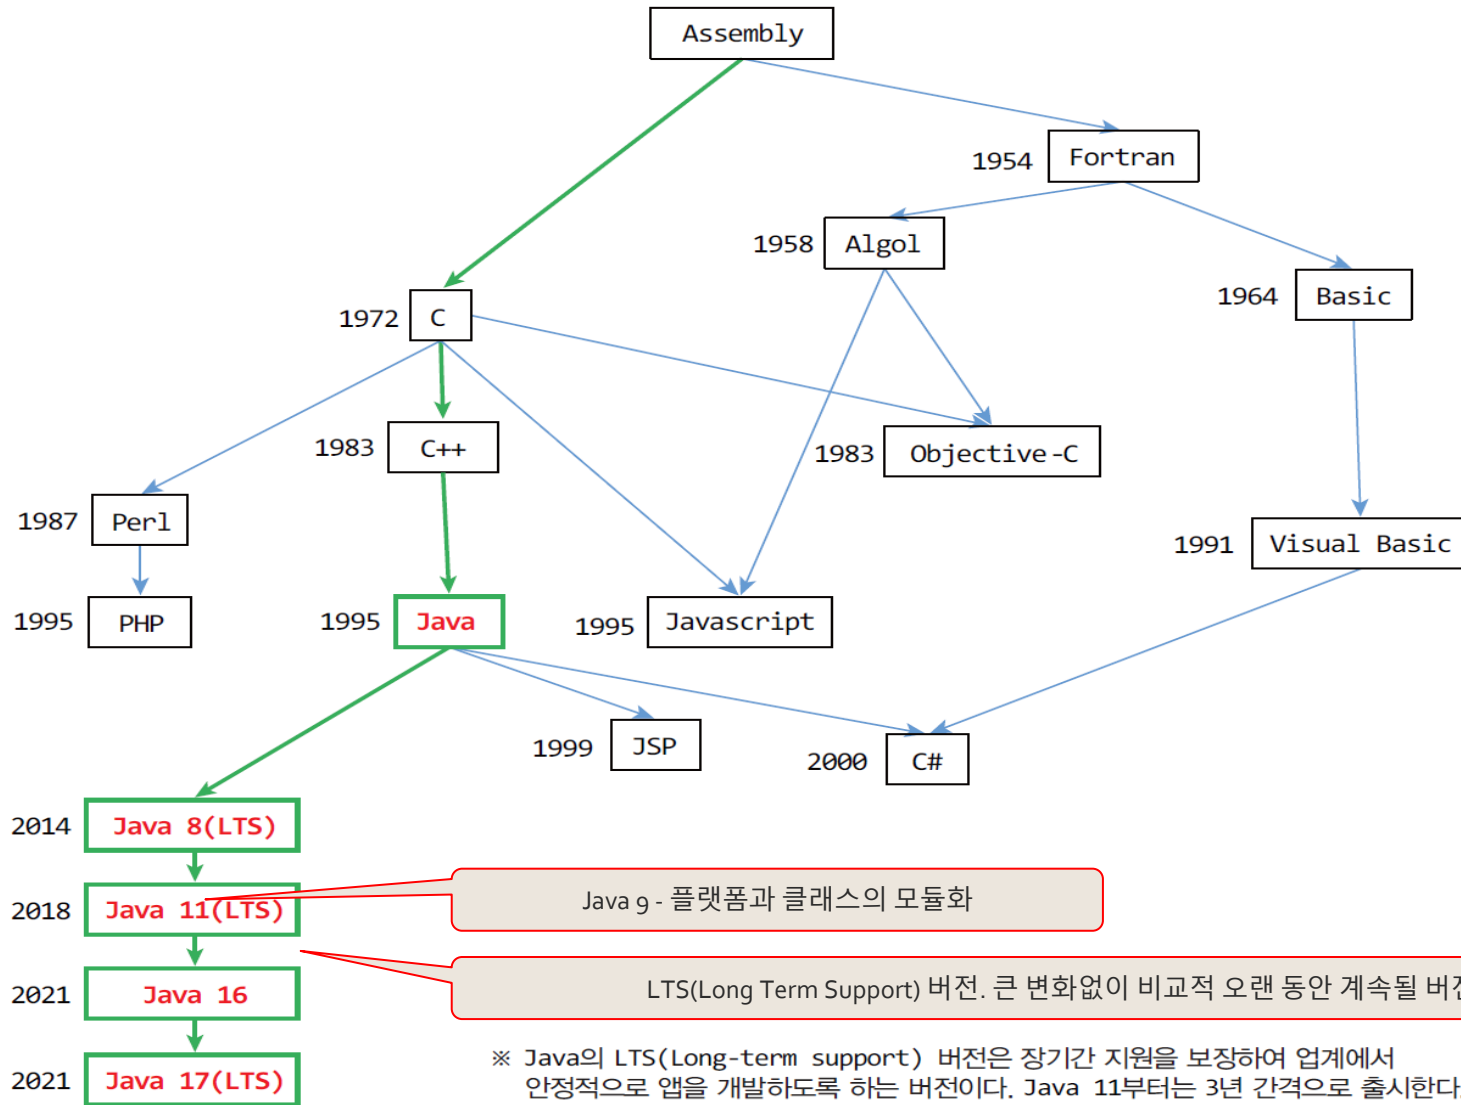 Assembly
1954 Fortran
1958 Algol
1964 Basic
1972 C
1983 C++
1983 Objective-C
1987 Perl
1991 Visual Basic
1995 PHP
1995 Java
1995 Javascript
1999 JSP
2000 C#
2014 Java 8(LTS)
2018 Java 11(LTS)
Java 9 - 플랫폼과 클래스의 모듈화
2021 Java 16
LTS(Long Term Support) 버전. 큰 변화없이 비교적 오랜 동안 계속될
2021 Java 17(LTS)
※ Java의 LTS(Long-term support) 버전은 장기간 지원을 보장하여 업계에서
안정적으로 앱을 개발하도록 하는 버전이다. Java 11부터는 3년 간격으로 출시한다.